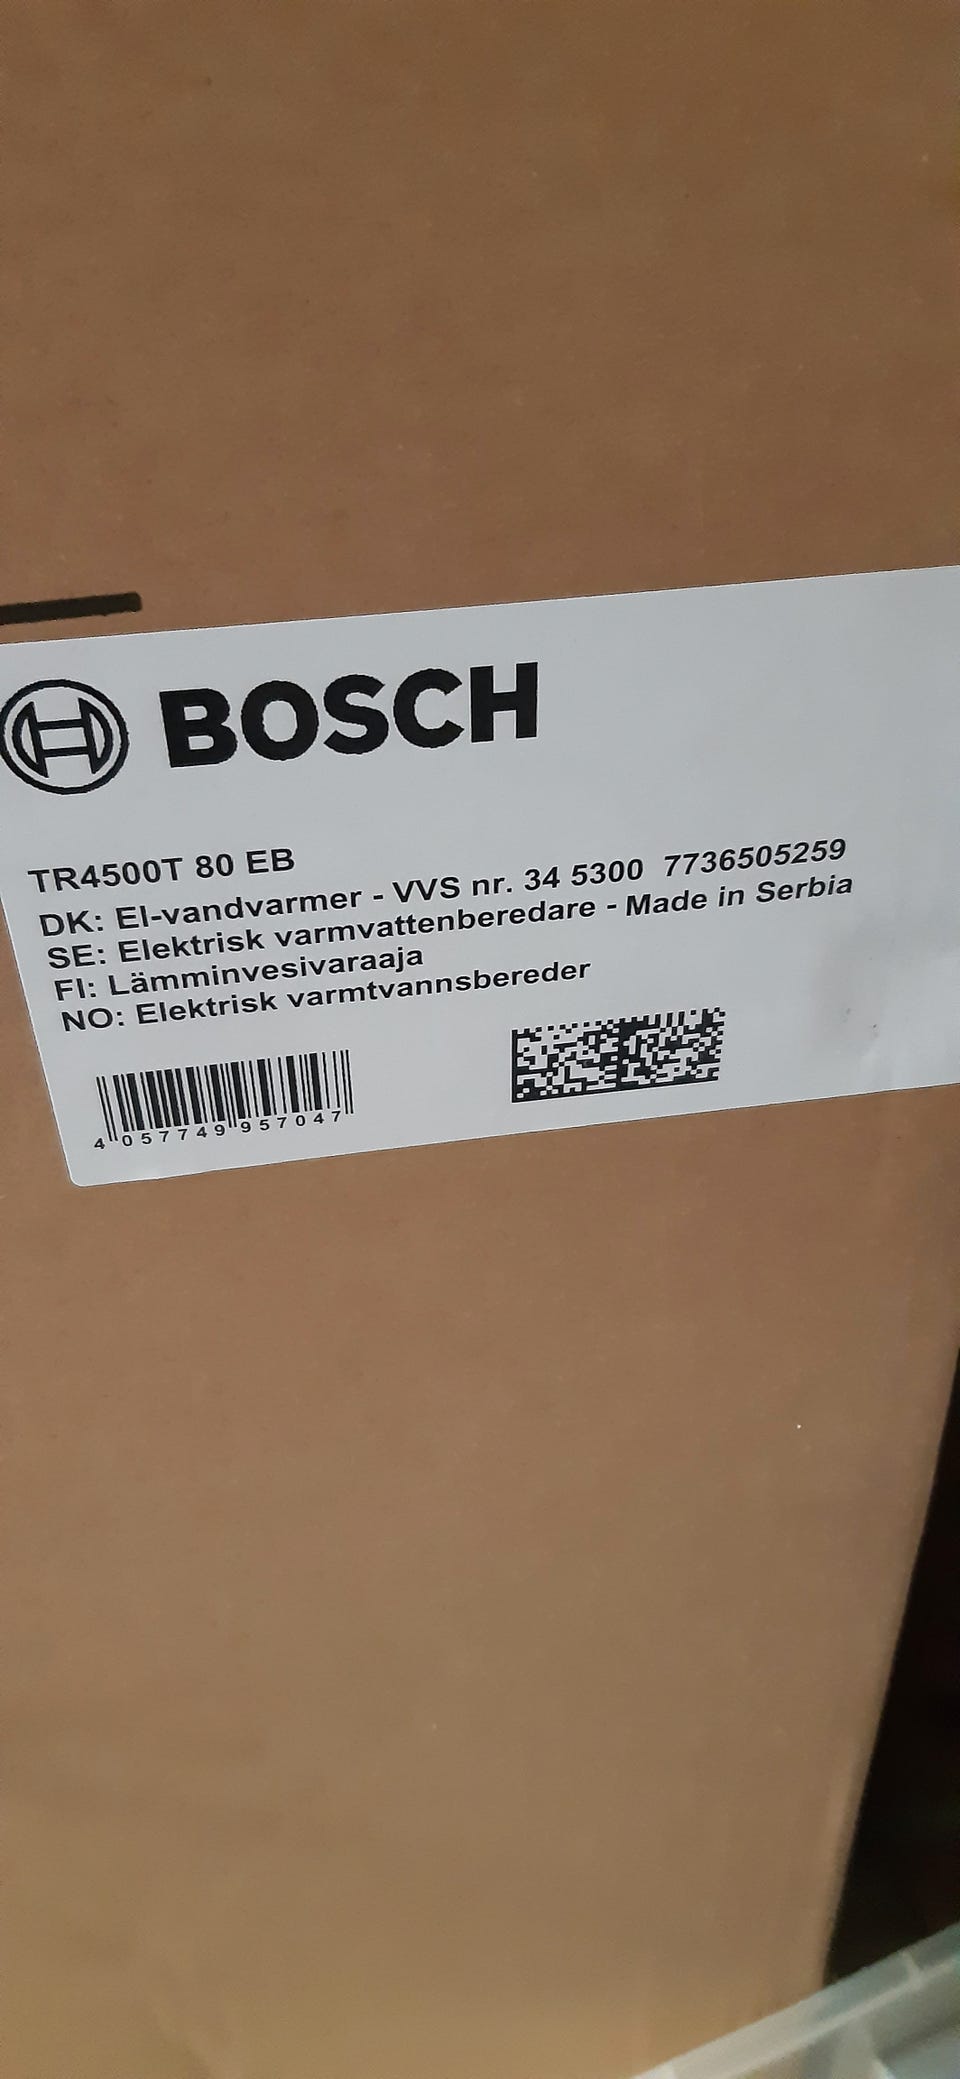 BOSCH
TR4500T 80 EB
DK: El-vandvarmer - VVS nr. 34 5300 7736505259
SE: Elektrisk varmvattenberedare - Made in Serbia
FI: Lämminvesivaraaja
NO: Elektrisk varmtvannsbereder
4 057749 957047